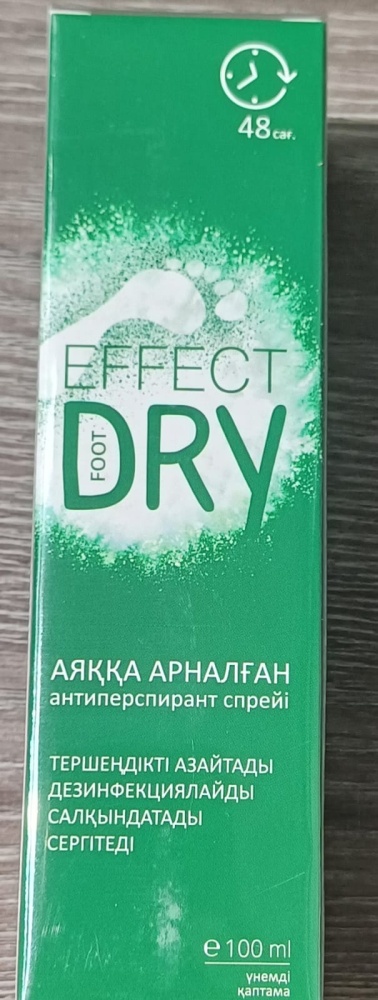 48 сағ.
EFFECT
FOOT
DRY
АЯҚҚА АРНАЛҒАН
антиперспирант спрейі
ТЕРШЕҢДІКТІ АЗАЙТАДЫ
ДЕЗИНФЕКЦИЯЛАЙДЫ
САЛҚЫНДАТАДЫ
СЕРГІТЕДІ
℮ 100 ml
үнемді
қаптама